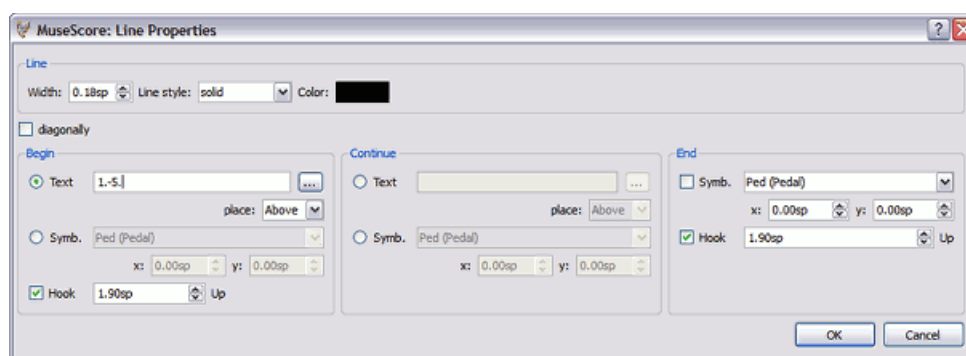 MuseScore: Line Properties
Line
Width: 0.18sp Line style: solid Color:
diagonally
Begin
Text 1.-5.
...
place: Above
Symb. Ped (Pedal)
x: 0.00sp y: 0.00sp
Hook 1.90sp Up
Continue
Text
...
place: Above
Symb. Ped (Pedal)
x: 0.00sp y: 0.00sp
End
Symb. Ped (Pedal)
x: 0.00sp y: 0.00sp
Hook 1.90sp Up
OK Cancel